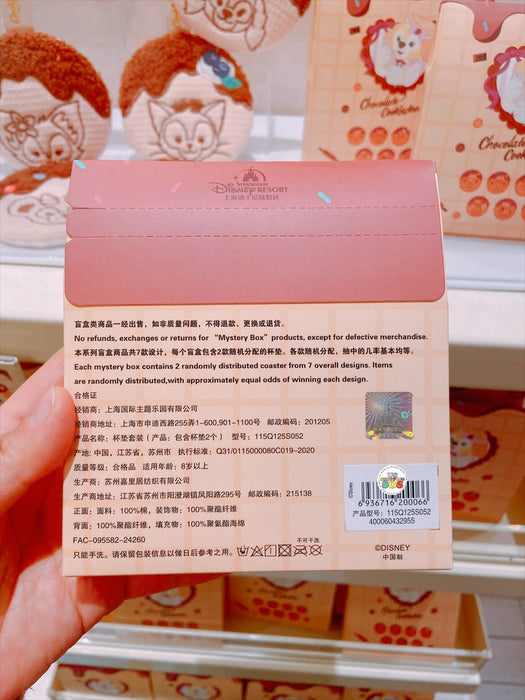 Chocolate
Cookieann
Chocolate
SHANGHAI
Disney RESORT
上海迪士尼度假区
盲盒类商品一经出售，如非质量问题，不得退款、更换或退货。
No refunds, exchanges or returns for “Mystery Box” products, except for defective merchandise.
本系列盲盒商品共7款设计，每个盲盒包含2款随机分配的杯垫。各款随机分配，抽中的几率基本均等。
Each mystery box contains 2 randomly distributed coaster from 7 overall designs. Items
are randomly distributed,with approximately equal odds of winning each design.
合格证
经销商：上海国际主题乐园有限公司
经销商地址：上海市申迪西路255弄1-600,901-1100号 邮政编码：201205
产品名称：杯垫套装（产品：包含杯垫2个） 型号：115Q125S052
产地: 中国，江苏省，苏州市 执行标准：Q31/0115000080C019-2020
质量等级：合格品 适用年龄：8岁以上
生产商：苏州嘉里居纺织有限公司
生产商地址：江苏省苏州市阳澄湖镇凤阳路295号 邮政编码：215138
正面：面料：100%棉，装饰物：100%聚酯纤维
背面：100%聚酯纤维，填充物：100%聚氨酯海绵
FAC-095582-24260
不可干洗
只能手洗。请保留包装信息以做日后参考之用。
©Disney
6 936716 200066
产品型号：115Q125S052
400060432955
©DISNEY
中国制